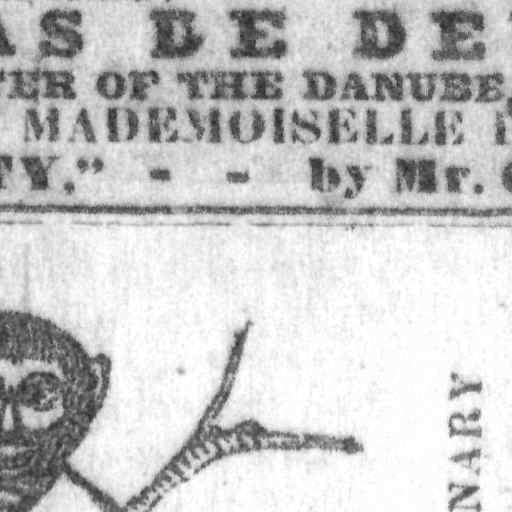 AS DE DE
TER OF THE DANUBE,
MADEMOISELLE
TY.” - - by Mr.
NARY